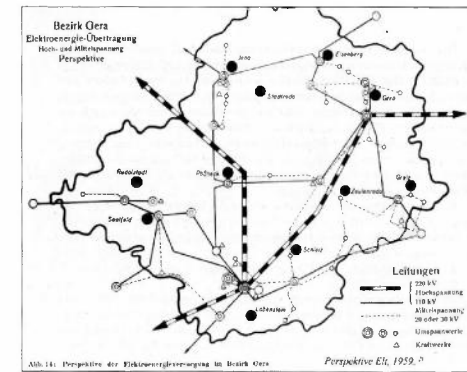 Bezirk Gera
Elektroenergie-Übertragung
Hoch- und Mittelspannung
Perspektive
Jena
Eisenberg
Stadtroda
Gera
Rudolstadt
Pößneck
Zeulenroda
Greiz
Saalfeld
Schleiz
Lobenstein
Leitungen
220 kV
Hochspannung
110 kV
Mittelspannung
20 oder 30 kV
Umspannwerke
Kraftwerke
Abb. 14: Perspektive der Elektroenergieversorgung im Bezirk Gera
Perspektive Elt, 1959.